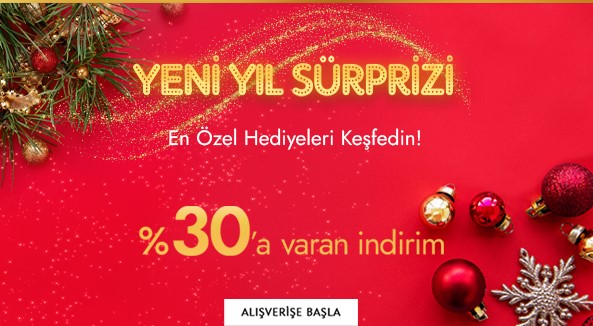 YENİ YIL SÜRPRİZİ
En Özel Hediyeleri Keşfedin!
%30'a varan indirim
ALIŞVERİŞE BAŞLA